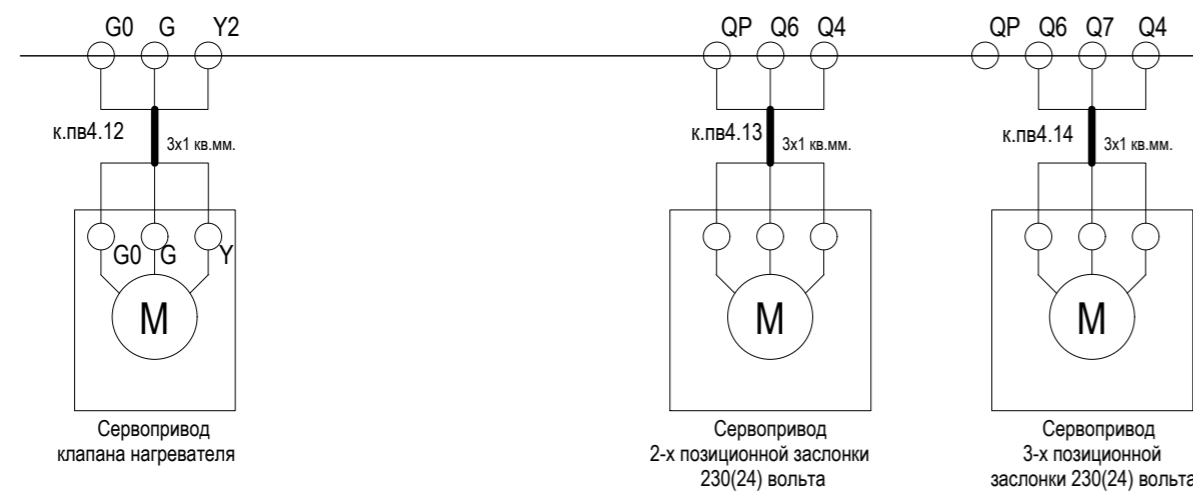 G0 G Y2 QP Q6 Q4 QP Q6 Q7 Q4
к.пв4.12 3х1 кв.мм. к.пв4.13 3х1 кв.мм. к.пв4.14 3х1 кв.мм.
G0 G Y
M M M
Сервопривод
клапана нагревателя
Сервопривод
2-х позиционной заслонки
230(24) вольта
Сервопривод
3-х позиционной
заслонки 230(24) вольта